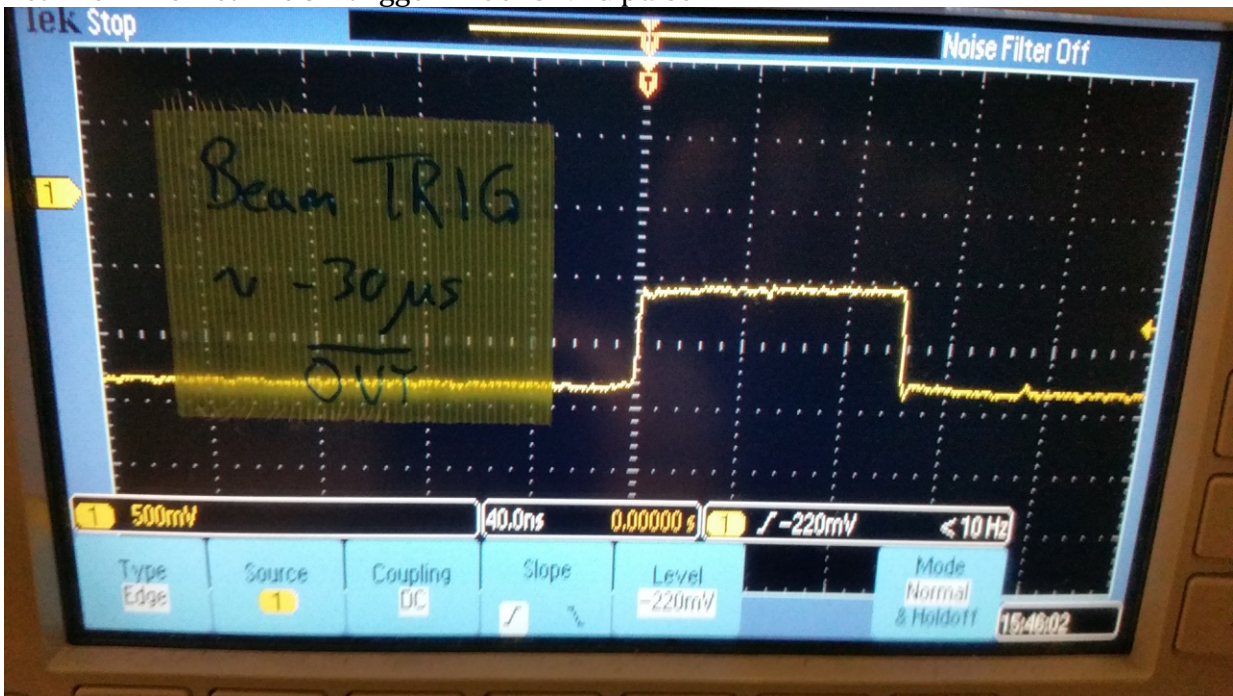 Tek Stop
Noise Filter Off
Beam TRIG
~ -30 µs
OUT
1
1 500mV 40.0ns 0.00000 s 1 -220mV < 10 Hz
Type Source Coupling Slope Level Mode
Edge 1 DC -220mV Normal
& Holdoff
15:46:02